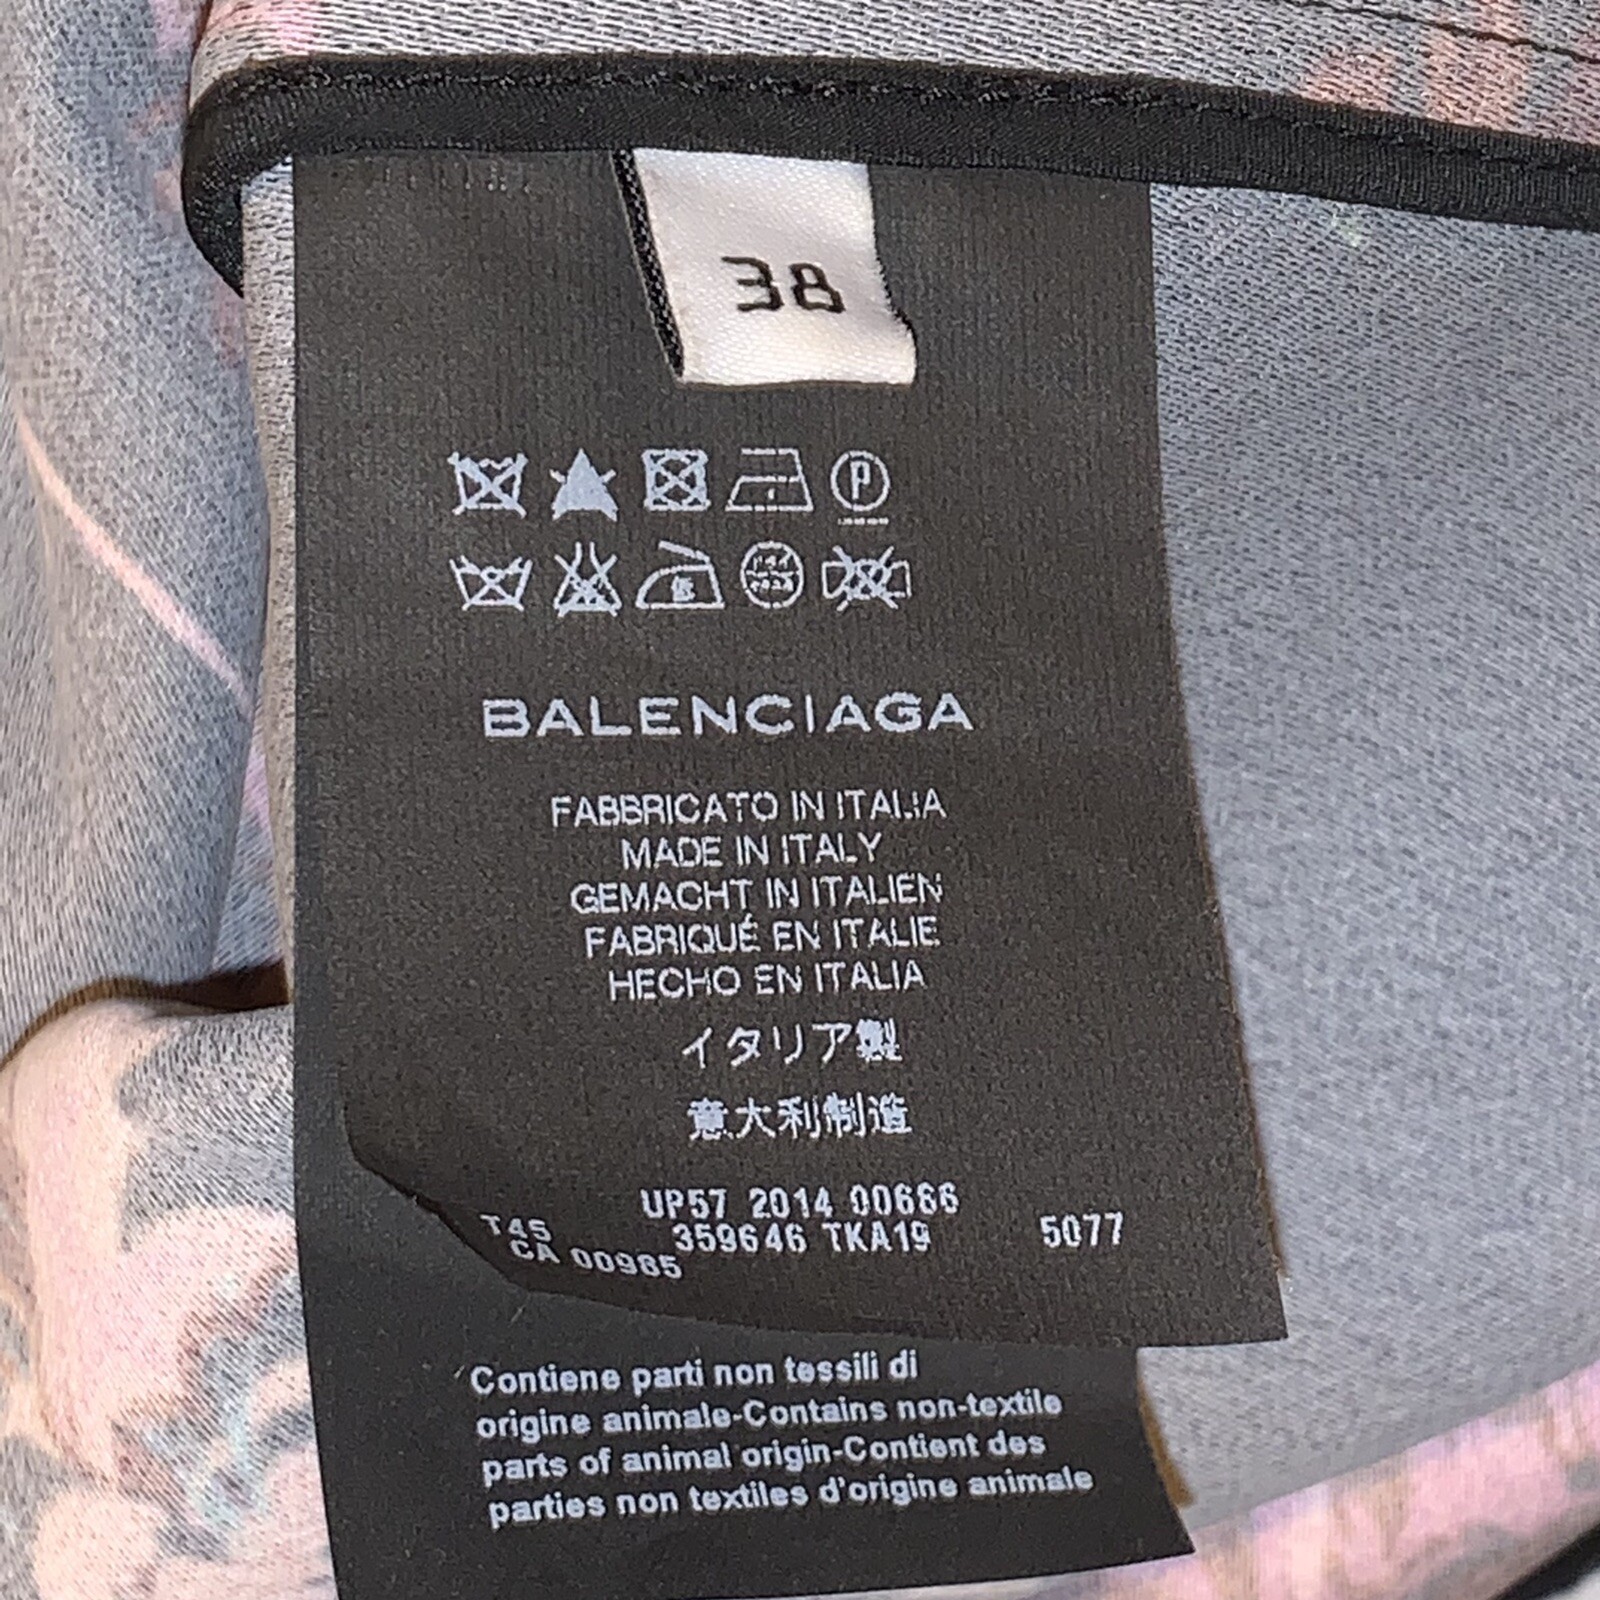 38
P
BALENCIAGA
FABBRICATO IN ITALIA
MADE IN ITALY
GEMACHT IN ITALIEN
FABRIQUÉ EN ITALIE
HECHO EN ITALIA
イタリア製
意大利制造
UP57 2014 00666
T45 359646 TKA19 5077
CA 00985
Contiene parti non tessili di
origine animale-Contains non-textile
parts of animal origin-Contient des
parties non textiles d'origine animale